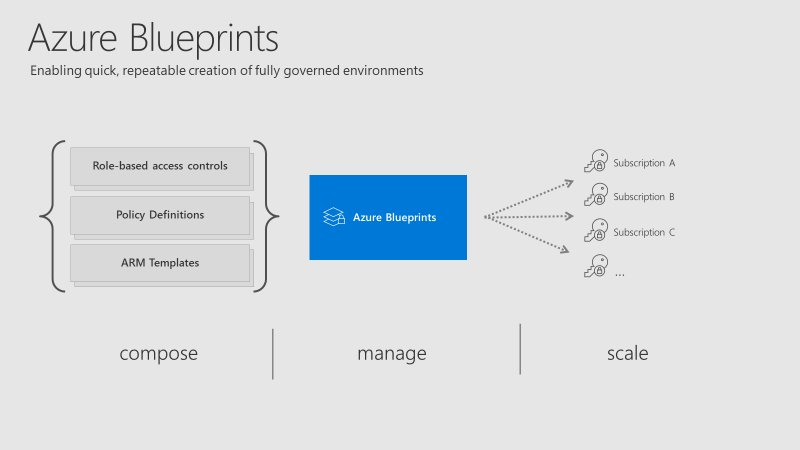 Azure Blueprints
Enabling quick, repeatable creation of fully governed environments
Role-based access controls
Policy Definitions
ARM Templates
Azure Blueprints
Subscription A
Subscription B
Subscription C
...
compose
manage
scale